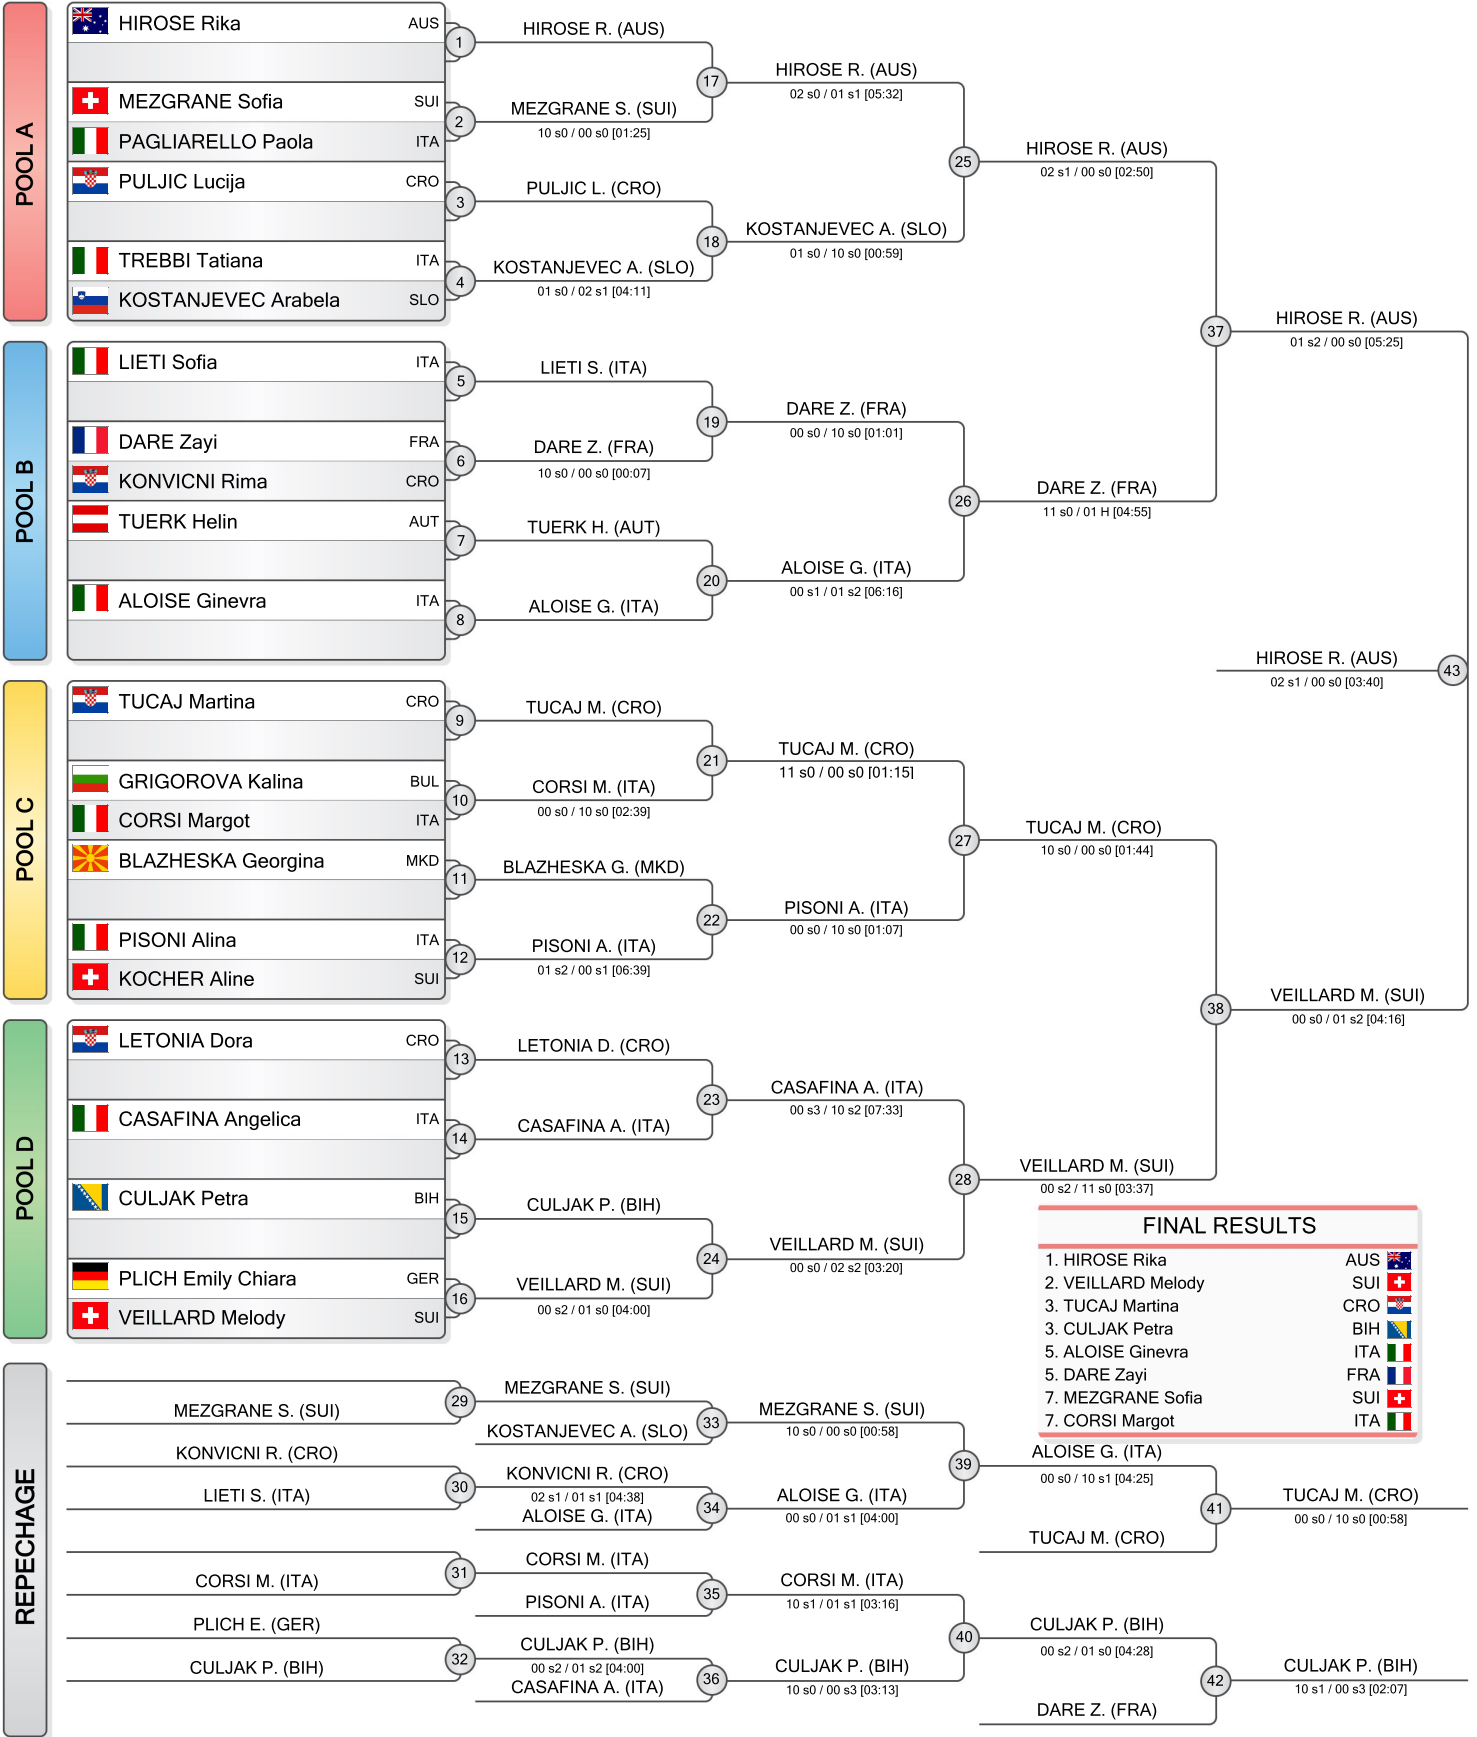 POOL A
HIROSE Rika AUS
MEZGRANE Sofia SUI
PAGLIARELLO Paola ITA
PULJIC Lucija CRO
TREBBI Tatiana ITA
KOSTANJEVEC Arabela SLO
1
2
3
4
HIROSE R. (AUS)
MEZGRANE S. (SUI)
10 s0 / 00 s0 [01:25]
PULJIC L. (CRO)
KOSTANJEVEC A. (SLO)
01 s0 / 02 s1 [04:11]
17
18
HIROSE R. (AUS)
02 s0 / 01 s1 [05:32]
KOSTANJEVEC A. (SLO)
01 s0 / 10 s0 [00:59]
25
HIROSE R. (AUS)
02 s1 / 00 s0 [02:50]
POOL B
LIETI Sofia ITA
DARE Zayi FRA
KONVICNI Rima CRO
TUERK Helin AUT
ALOISE Ginevra ITA
5
6
7
8
LIETI S. (ITA)
DARE Z. (FRA)
10 s0 / 00 s0 [00:07]
TUERK H. (AUT)
ALOISE G. (ITA)
19
20
DARE Z. (FRA)
00 s0 / 10 s0 [01:01]
ALOISE G. (ITA)
00 s1 / 01 s2 [06:16]
26
DARE Z. (FRA)
11 s0 / 01 H [04:55]
37
HIROSE R. (AUS)
01 s2 / 00 s0 [05:25]
HIROSE R. (AUS)
02 s1 / 00 s0 [03:40]
43
POOL C
TUCAJ Martina CRO
GRIGOROVA Kalina BUL
CORSI Margot ITA
BLAZHESKA Georgina MKD
PISONI Alina ITA
KOCHER Aline SUI
9
10
11
12
TUCAJ M. (CRO)
CORSI M. (ITA)
00 s0 / 10 s0 [02:39]
BLAZHESKA G. (MKD)
PISONI A. (ITA)
01 s2 / 00 s1 [06:39]
21
22
TUCAJ M. (CRO)
11 s0 / 00 s0 [01:15]
PISONI A. (ITA)
00 s0 / 10 s0 [01:07]
27
TUCAJ M. (CRO)
10 s0 / 00 s0 [01:44]
POOL D
LETONIA Dora CRO
CASAFINA Angelica ITA
CULJAK Petra BIH
PLICH Emily Chiara GER
VEILLARD Melody SUI
13
14
15
16
LETONIA D. (CRO)
CASAFINA A. (ITA)
CULJAK P. (BIH)
VEILLARD M. (SUI)
00 s2 / 01 s0 [04:00]
23
24
CASAFINA A. (ITA)
00 s3 / 10 s2 [07:33]
VEILLARD M. (SUI)
00 s0 / 02 s2 [03:20]
28
VEILLARD M. (SUI)
00 s2 / 11 s0 [03:37]
38
VEILLARD M. (SUI)
00 s0 / 01 s2 [04:16]
FINAL RESULTS
1. HIROSE Rika AUS
2. VEILLARD Melody SUI
3. TUCAJ Martina CRO
3. CULJAK Petra BIH
5. ALOISE Ginevra ITA
5. DARE Zayi FRA
7. MEZGRANE Sofia SUI
7. CORSI Margot ITA
REPECHAGE
MEZGRANE S. (SUI)
KONVICNI R. (CRO)
LIETI S. (ITA)
CORSI M. (ITA)
PLICH E. (GER)
CULJAK P. (BIH)
29
30
31
32
MEZGRANE S. (SUI)
KOSTANJEVEC A. (SLO)
KONVICNI R. (CRO)
02 s1 / 01 s1 [04:38]
ALOISE G. (ITA)
CORSI M. (ITA)
PISONI A. (ITA)
CULJAK P. (BIH)
00 s2 / 01 s2 [04:00]
CASAFINA A. (ITA)
33
34
35
36
MEZGRANE S. (SUI)
10 s0 / 00 s0 [00:58]
ALOISE G. (ITA)
00 s0 / 01 s1 [04:00]
CORSI M. (ITA)
10 s1 / 01 s1 [03:16]
CULJAK P. (BIH)
10 s0 / 00 s3 [03:13]
39
40
ALOISE G. (ITA)
00 s0 / 10 s1 [04:25]
TUCAJ M. (CRO)
CULJAK P. (BIH)
00 s2 / 01 s0 [04:28]
DARE Z. (FRA)
41
42
TUCAJ M. (CRO)
00 s0 / 10 s0 [00:58]
CULJAK P. (BIH)
10 s1 / 00 s3 [02:07]